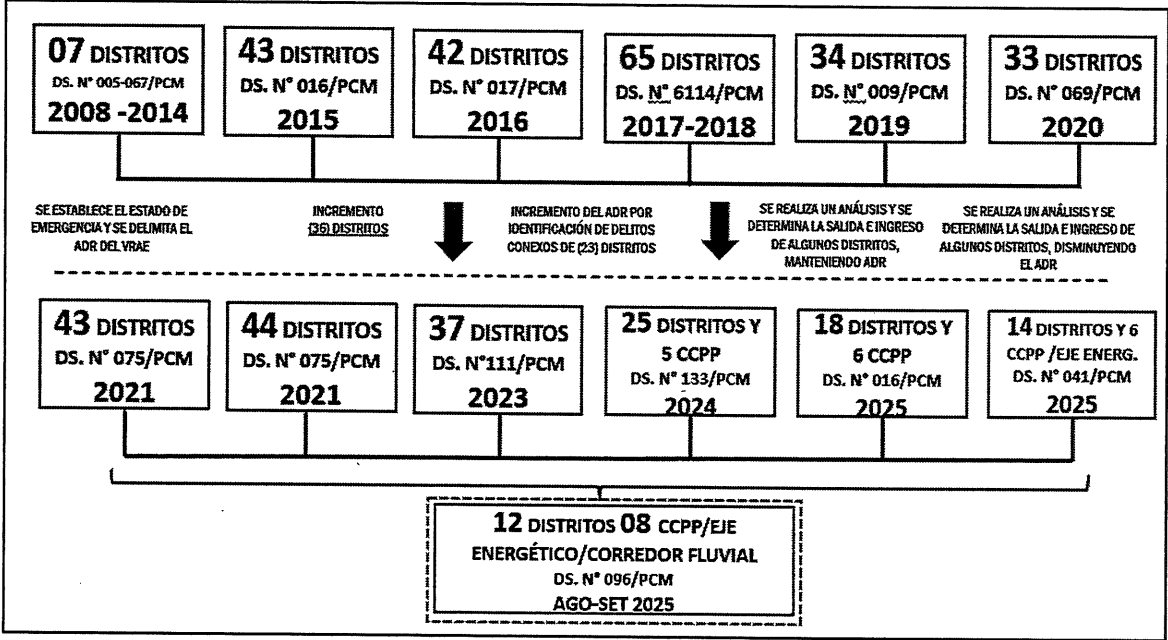 07 DISTRITOS
DS. N° 005-067/PCM
2008 -2014
43 DISTRITOS
DS. N° 016/PCM
2015
42 DISTRITOS
DS. N° 017/PCM
2016
65 DISTRITOS
DS. N° 6114/PCM
2017-2018
34 DISTRITOS
DS. N° 009/PCM
2019
33 DISTRITOS
DS. N° 069/PCM
2020
SE ESTABLECE EL ESTADO DE
EMERGENCIA Y SE DELIMITA EL
ADR DEL VRAE
INCREMENTO
(36) DISTRITOS
INCREMENTO DEL ADR POR
IDENTIFICACIÓN DE DELITOS
CONEXOS DE (23) DISTRITOS
SE REALIZA UN ANÁLISIS Y SE
DETERMINA LA SALIDA E INGRESO
DE ALGUNOS DISTRITOS,
MANTENIENDO ADR
SE REALIZA UN ANÁLISIS Y SE
DETERMINA LA SALIDA E INGRESO DE
ALGUNOS DISTRITOS, DISMINUYENDO
EL ADR
43 DISTRITOS
DS. N° 075/PCM
2021
44 DISTRITOS
DS. N° 075/PCM
2021
37 DISTRITOS
DS. N°111/PCM
2023
25 DISTRITOS Y
5 CCPP
DS. N° 133/PCM
2024
18 DISTRITOS Y
6 CCPP
DS. N° 016/PCM
2025
14 DISTRITOS Y 6
CCPP /EJE ENERG.
DS. N° 041/PCM
2025
12 DISTRITOS 08 CCPP/EJE
ENERGÉTICO/CORREDOR FLUVIAL
DS. N° 096/PCM
AGO-SET 2025